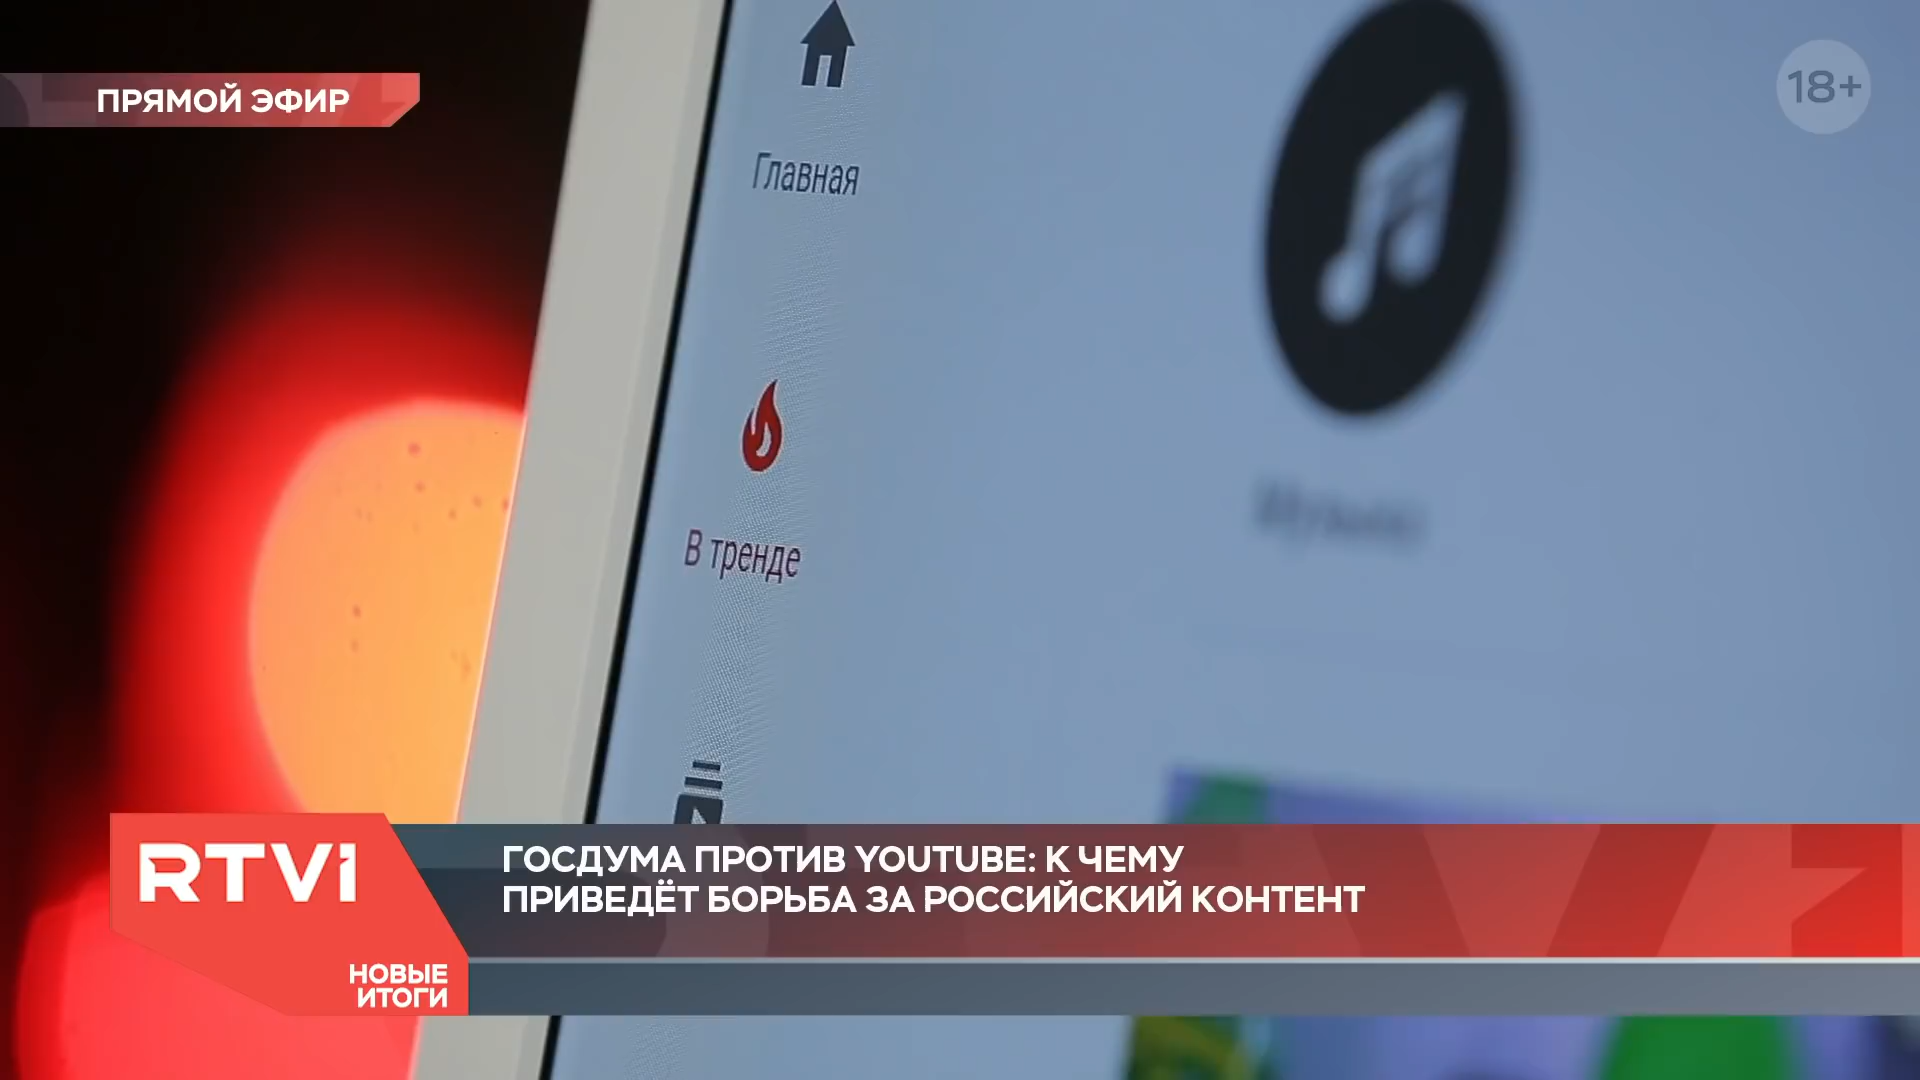 ПРЯМОЙ ЭФИР
18+
Главная
В тренде
RTVi
ГОСДУМА ПРОТИВ YOUTUBE: К ЧЕМУ
ПРИВЕДЁТ БОРЬБА ЗА РОССИЙСКИЙ КОНТЕНТ
НОВЫЕ
ИТОГИ